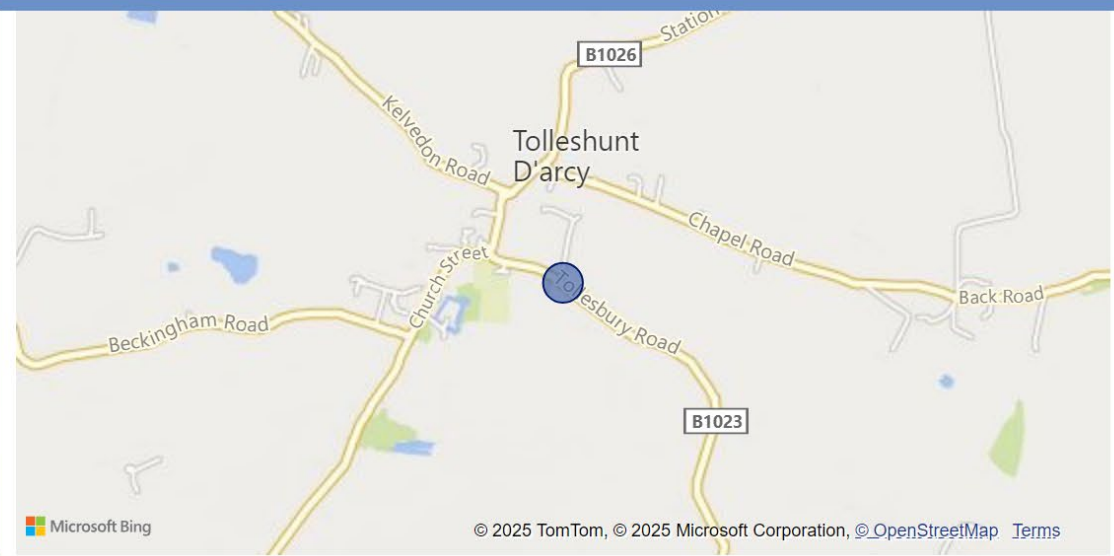 Station
B1026
Kelvedon Road
Tolleshunt
D'arcy
Chapel Road
Church Street
Tollesbury Road
Back Road
Beckingham Road
B1023
Microsoft Bing
© 2025 TomTom, © 2025 Microsoft Corporation, © OpenStreetMap Terms